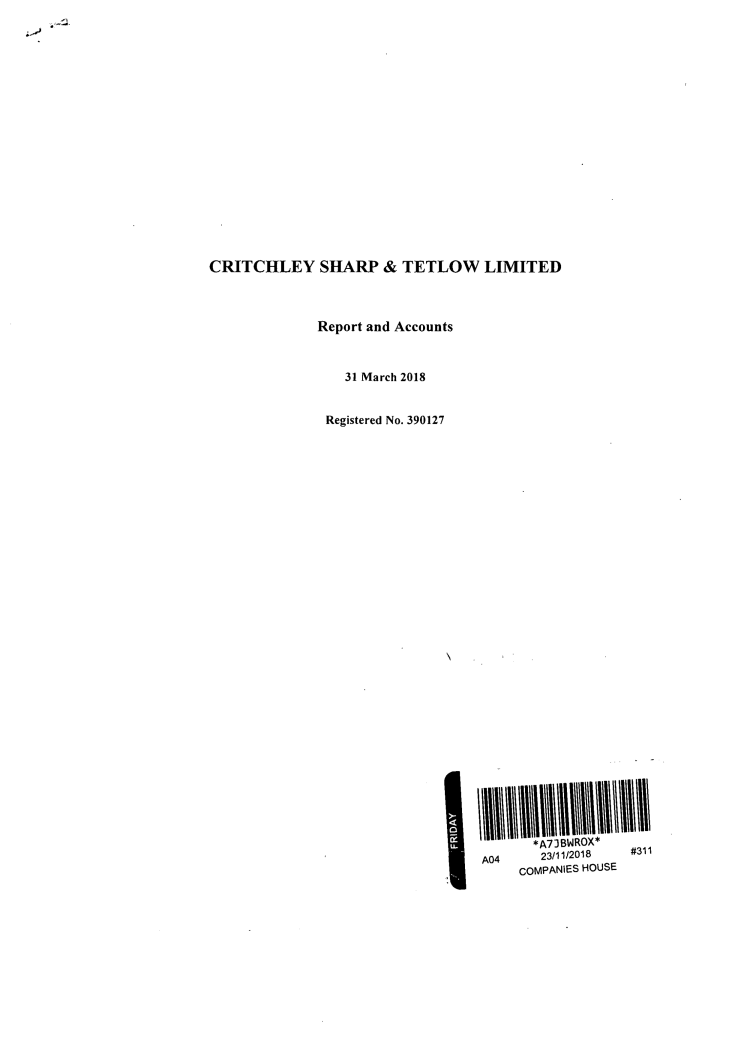 CRITCHLEY SHARP & TETLOW LIMITED
Report and Accounts
31 March 2018
Registered No. 390127
FRIDAY
*A7JBWROX*
A04 23/11/2018 #311
COMPANIES HOUSE